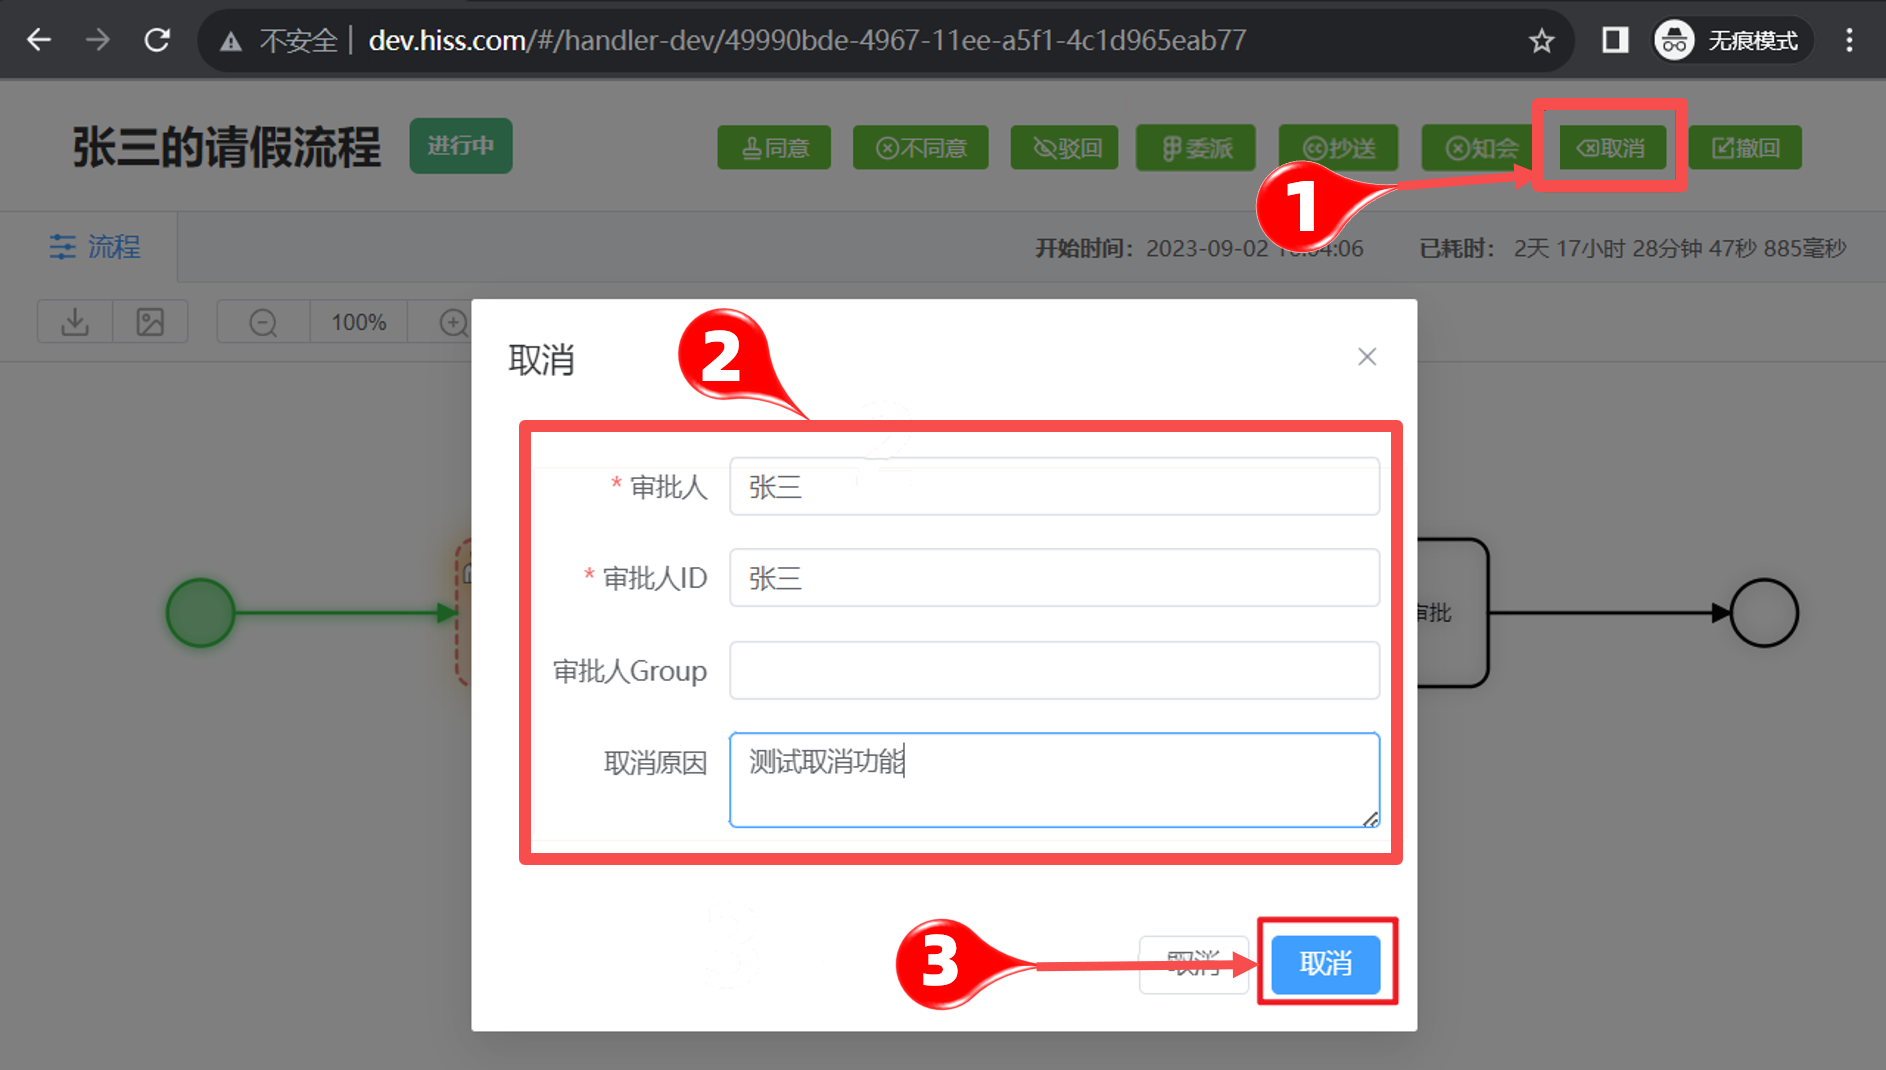 不安全 dev.hiss.com/#/handler-dev/49990bde-4967-11ee-a5f1-4c1d965eab77 无痕模式
张三的请假流程 进行中 同意 不同意 驳回 委派 抄送 知会 取消 撤回
1
流程 开始时间: 2023-09-02 16:04:06 已耗时: 2天 17小时 28分钟 47秒 885毫秒
100%
取消
2
* 审批人 张三
* 审批人ID 张三
审批人Group
取消原因 测试取消功能
审批
3 取消 取消